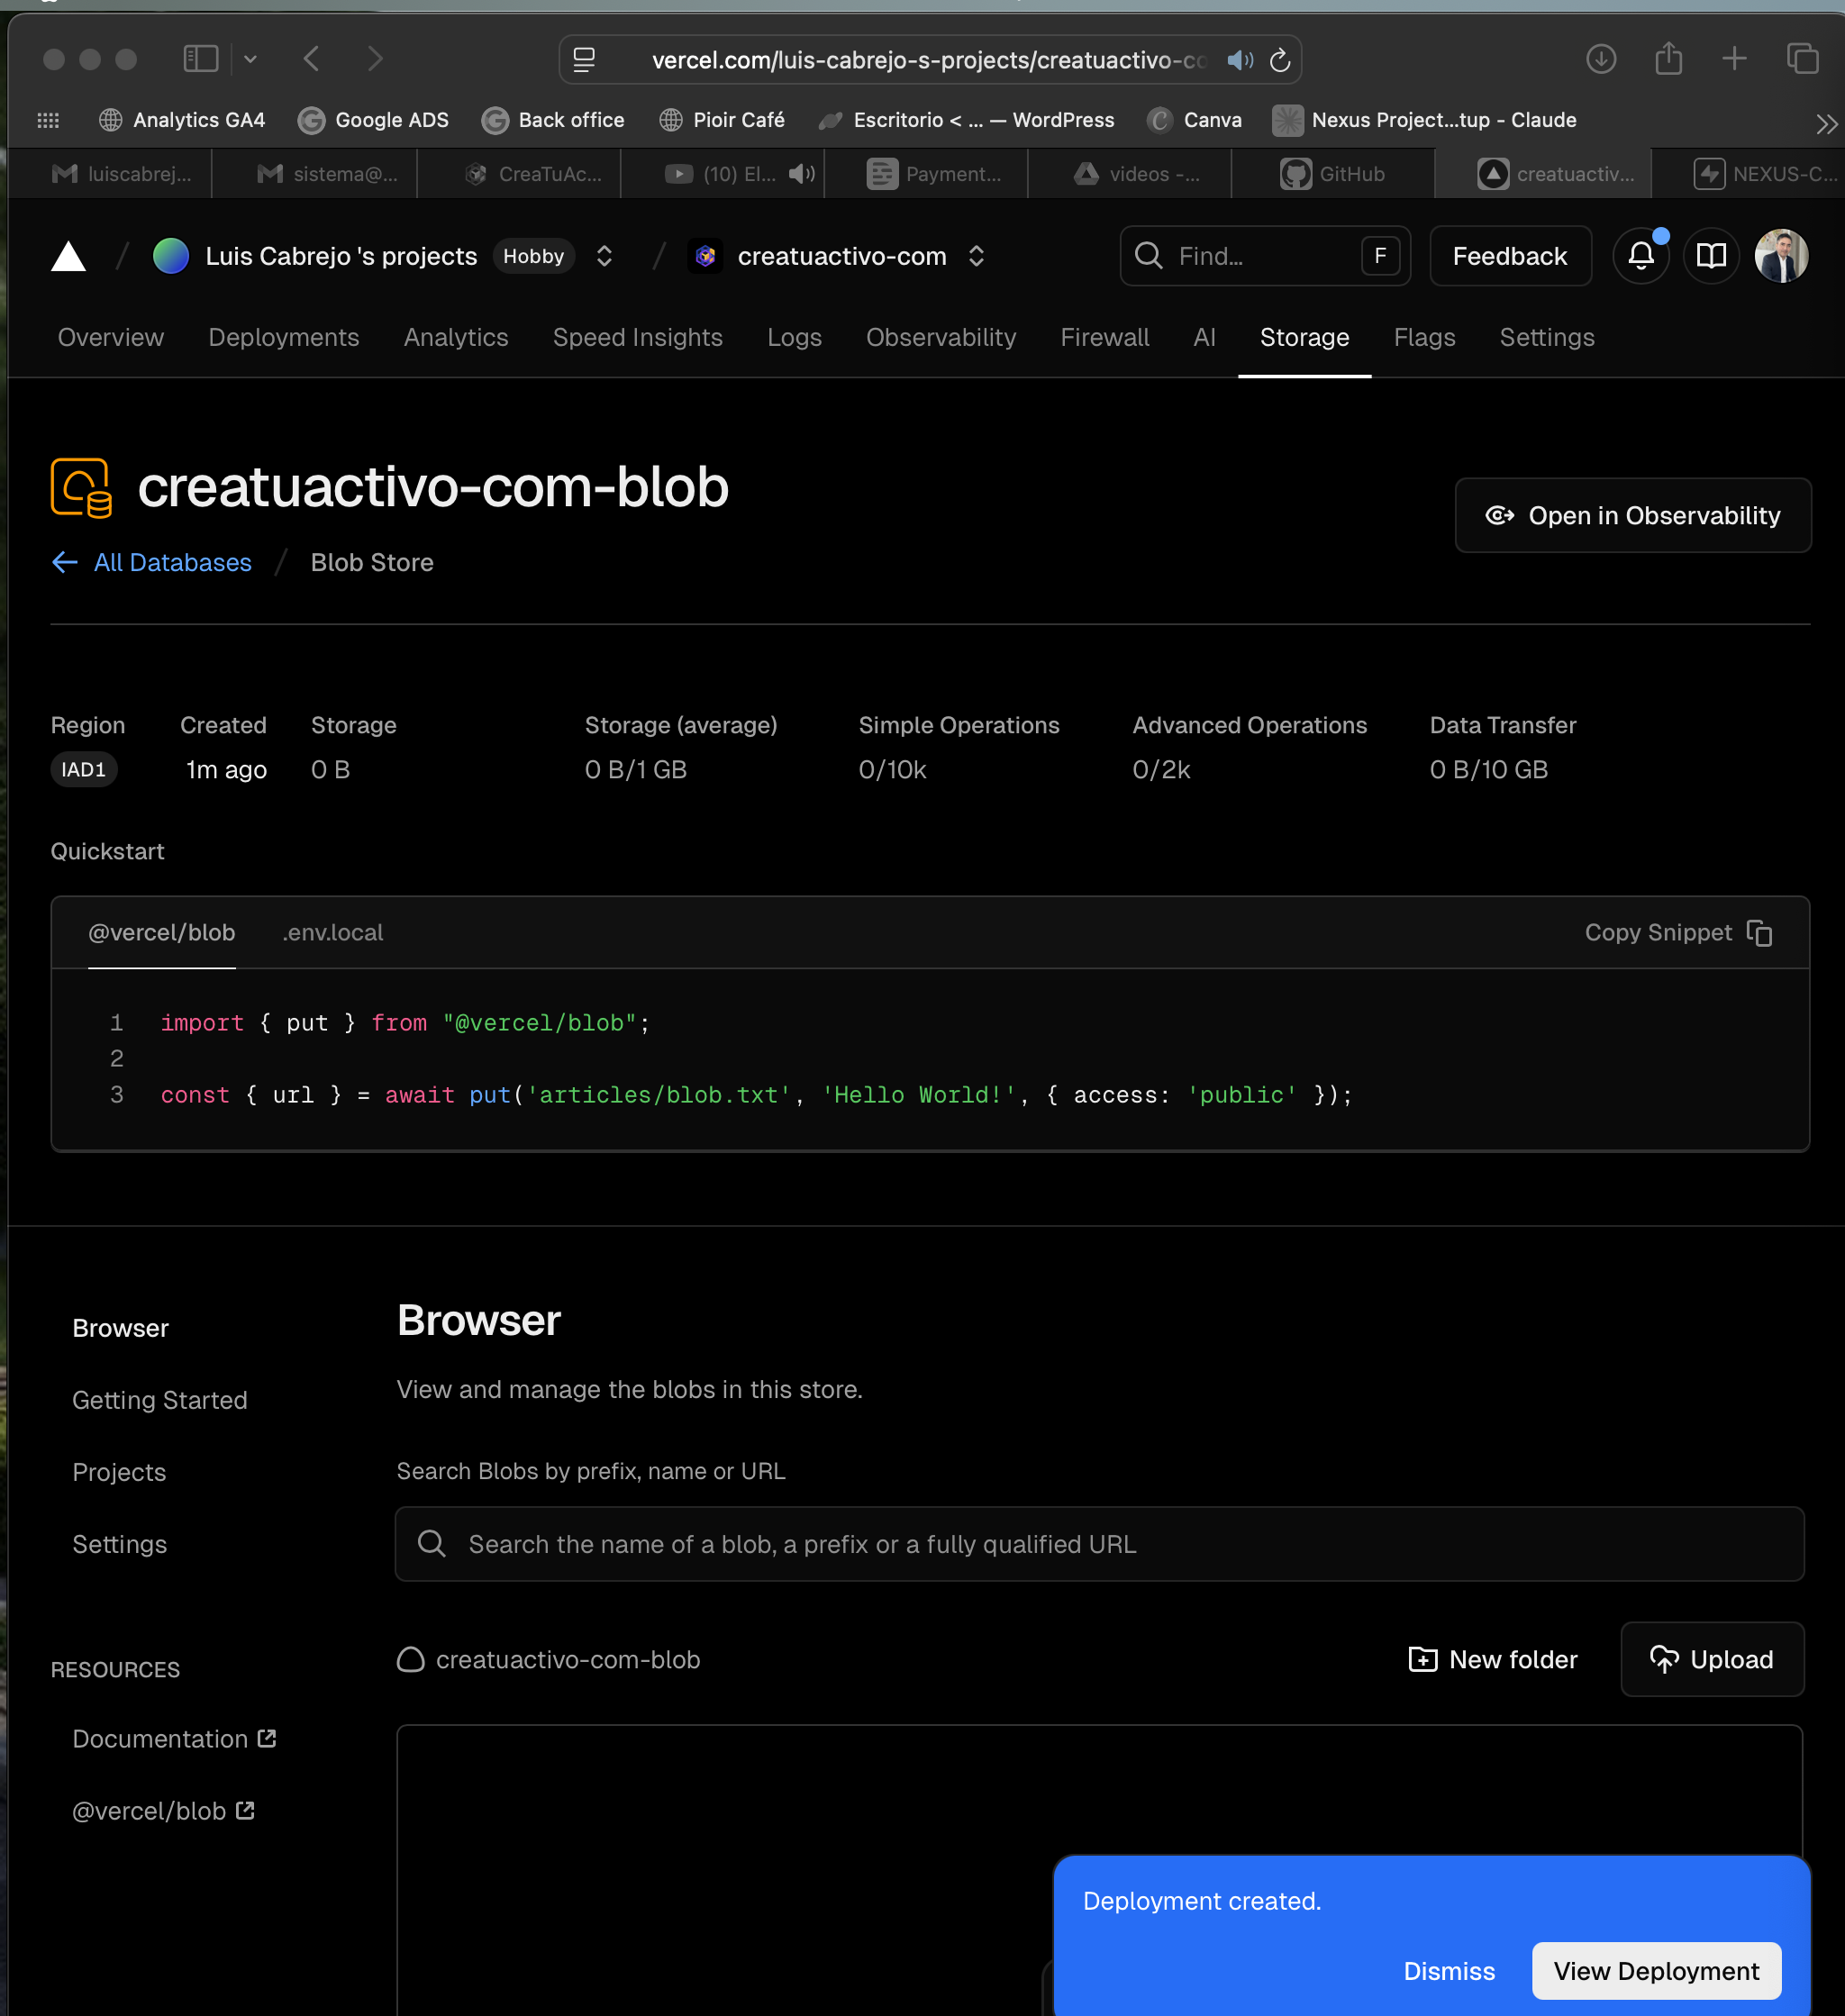 vercel.com/luis-cabrejo-s-projects/creatuactivo-co
Analytics GA4
Google ADS
Back office
Pioir Café
Escritorio < ... — WordPress
Canva
Nexus Project...tup - Claude
luiscabrej...
sistema@...
CreaTuAc...
(10) El...
Payment...
videos -...
GitHub
creatuactiv...
NEXUS-C...
Luis Cabrejo 's projects
Hobby
creatuactivo-com
Find...
F
Feedback
Overview
Deployments
Analytics
Speed Insights
Logs
Observability
Firewall
AI
Storage
Flags
Settings
creatuactivo-com-blob
Open in Observability
All Databases / Blob Store
Region
Created
Storage
Storage (average)
Simple Operations
Advanced Operations
Data Transfer
IAD1
1m ago
0 B
0 B/1 GB
0/10k
0/2k
0 B/10 GB
Quickstart
@vercel/blob
.env.local
Copy Snippet
1 import { put } from "@vercel/blob";
2
3 const { url } = await put('articles/blob.txt', 'Hello World!', { access: 'public' });
Browser
Getting Started
Projects
Settings
RESOURCES
Documentation
@vercel/blob
Browser
View and manage the blobs in this store.
Search Blobs by prefix, name or URL
Search the name of a blob, a prefix or a fully qualified URL
creatuactivo-com-blob
New folder
Upload
Deployment created.
Dismiss
View Deployment